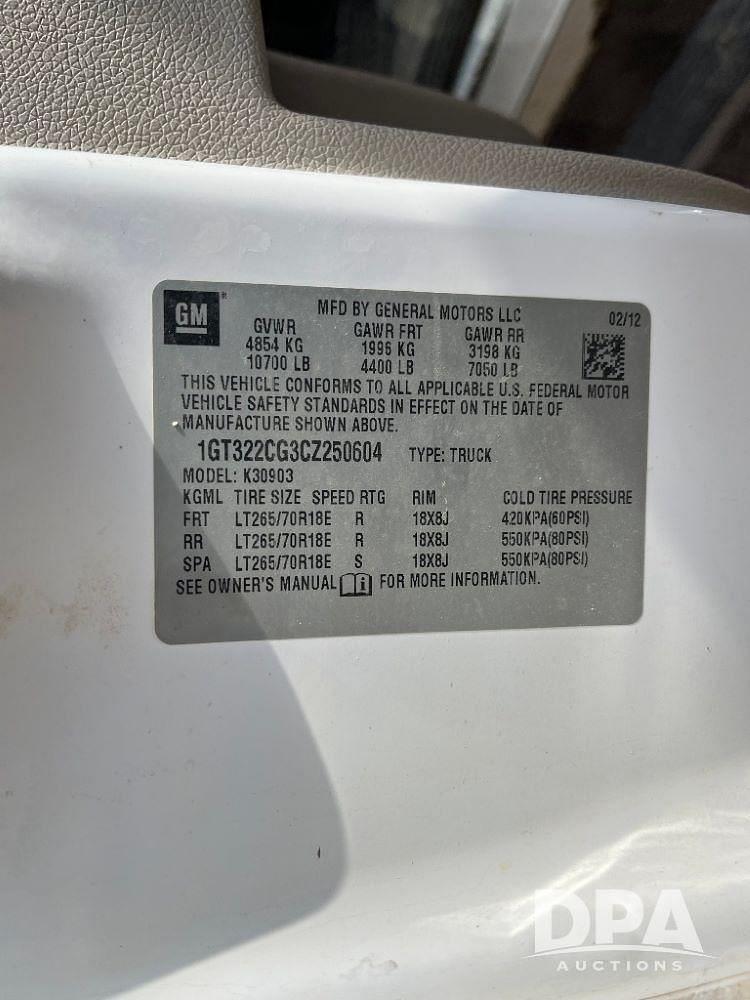 GM ®
MFD BY GENERAL MOTORS LLC 02/12
GVWR GAWR FRT GAWR RR
4854 KG 1996 KG 3198 KG
10700 LB 4400 LB 7050 LB
THIS VEHICLE CONFORMS TO ALL APPLICABLE U.S. FEDERAL MOTOR
VEHICLE SAFETY STANDARDS IN EFFECT ON THE DATE OF
MANUFACTURE SHOWN ABOVE.
1GT322CG3CZ250604 TYPE: TRUCK
MODEL: K30903
KGML TIRE SIZE SPEED RTG RIM COLD TIRE PRESSURE
FRT LT265/70R18E R 18X8J 420KPA(60PSI)
RR LT265/70R18E R 18X8J 550KPA(80PSI)
SPA LT265/70R18E S 18X8J 550KPA(80PSI)
SEE OWNER'S MANUAL i FOR MORE INFORMATION.
DPA
AUCTIONS